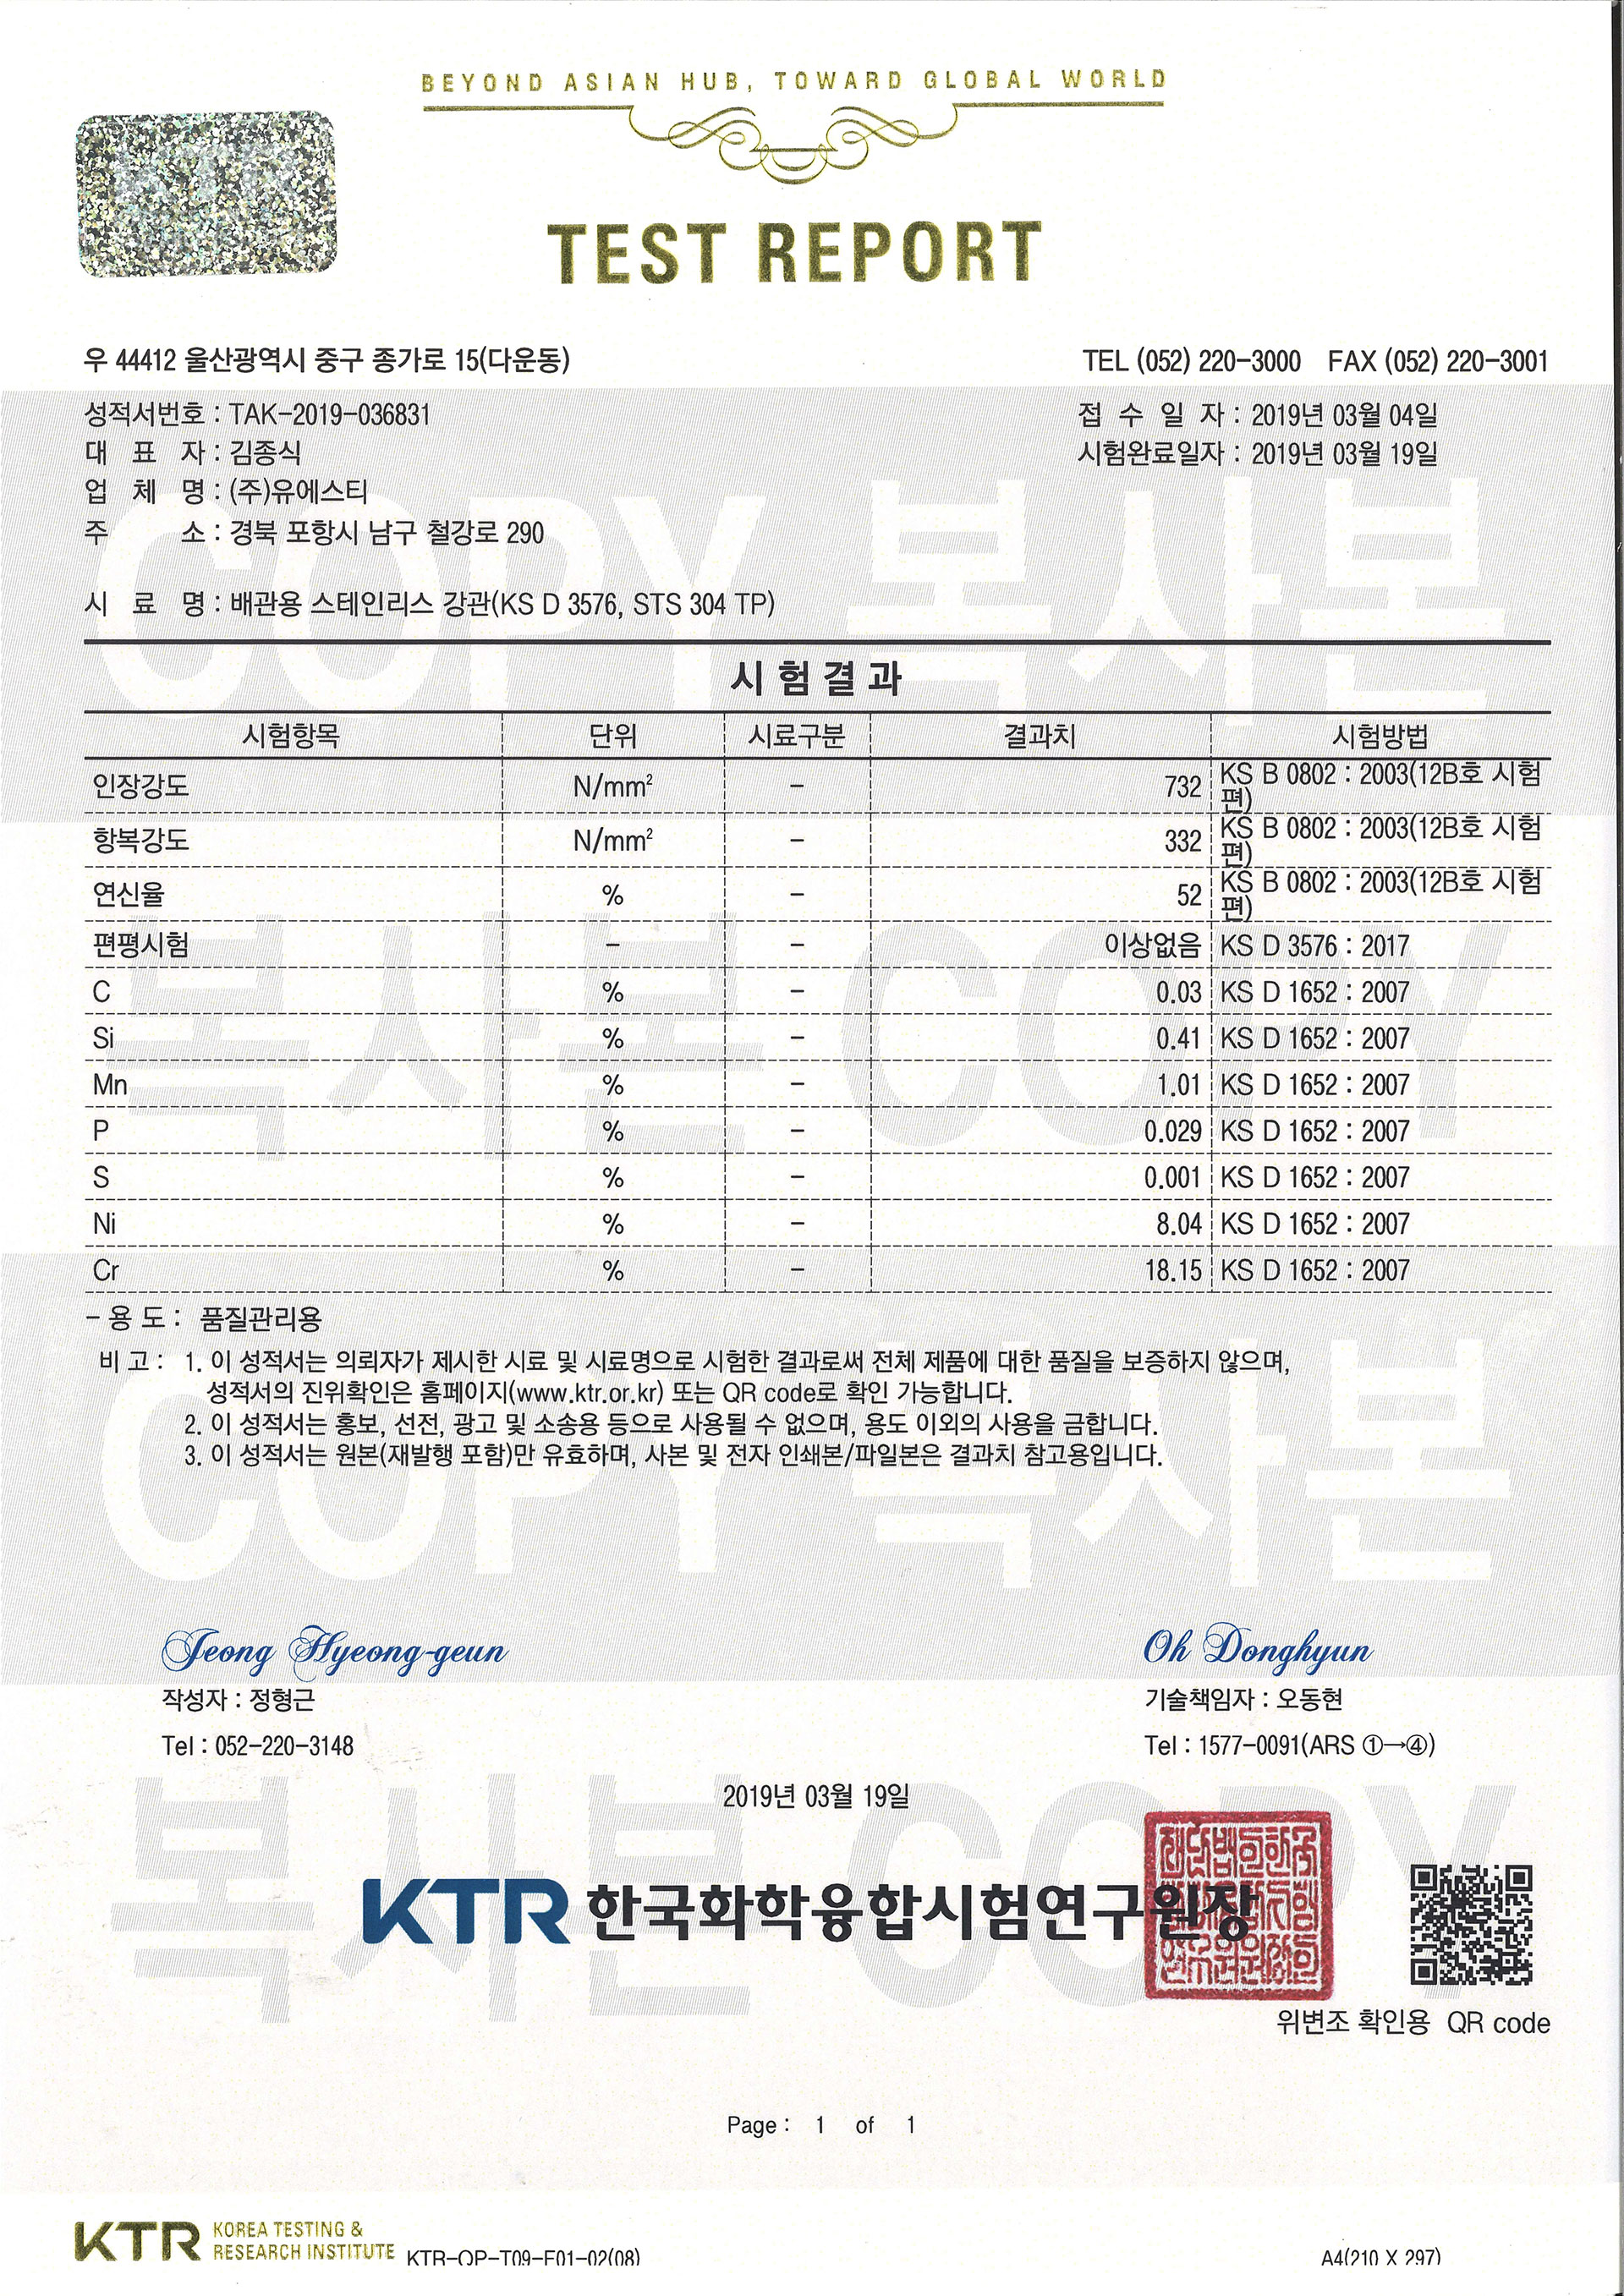 BEYOND ASIAN HUB, TOWARD GLOBAL WORLD
TEST REPORT
우 44412 울산광역시 중구 종가로 15(다운동) TEL (052) 220-3000 FAX (052) 220-3001
성적서번호 : TAK-2019-036831 접 수 일 자 : 2019년 03월 04일
대 표 자 : 김종식 시험완료일자 : 2019년 03월 19일
업 체 명 : (주)유에스티
주 소 : 경북 포항시 남구 철강로 290
COPY 복사본
시 료 명 : 배관용 스테인리스 강관(KS D 3576, STS 304 TP)
시 험 결 과
시험항목 단위 시료구분 결과치 시험방법
인장강도 N/mm² - 732 KS B 0802 : 2003(12B호 시험
편)
항복강도 N/mm² - 332 KS B 0802 : 2003(12B호 시험
편)
연신율 % - 52 KS B 0802 : 2003(12B호 시험
편)
편평시험 - - 이상없음 KS D 3576 : 2017
C % - 0.03 KS D 1652 : 2007
복사본 COPY
Si % - 0.41 KS D 1652 : 2007
Mn % - 1.01 KS D 1652 : 2007
P % - 0.029 KS D 1652 : 2007
S % - 0.001 KS D 1652 : 2007
Ni % - 8.04 KS D 1652 : 2007
Cr % - 18.15 KS D 1652 : 2007
- 용 도 : 품질관리용
비 고 : 1. 이 성적서는 의뢰자가 제시한 시료 및 시료명으로 시험한 결과로써 전체 제품에 대한 품질을 보증하지 않으며,
성적서의 진위확인은 홈페이지(www.ktr.or.kr) 또는 QR code로 확인 가능합니다.
2. 이 성적서는 홍보, 선전, 광고 및 소송용 등으로 사용될 수 없으며, 용도 이외의 사용을 금합니다.
3. 이 성적서는 원본(재발행 포함)만 유효하며, 사본 및 전자 인쇄본/파일본은 결과치 참고용입니다.
COPY 복사본
Jeong Hyeong-geun Oh Donghyun
작성자 : 정형근 기술책임자 : 오동현
Tel : 052-220-3148 Tel : 1577-0091(ARS ①→④)
2019년 03월 19일
복사본 COPY
KTR 한국화학융합시험연구원장
위변조 확인용 QR code
Page : 1 of 1
KTR KOREA TESTING &
RESEARCH INSTITUTE KTR-OP-T09-F01-02(08) A4(210 X 297)